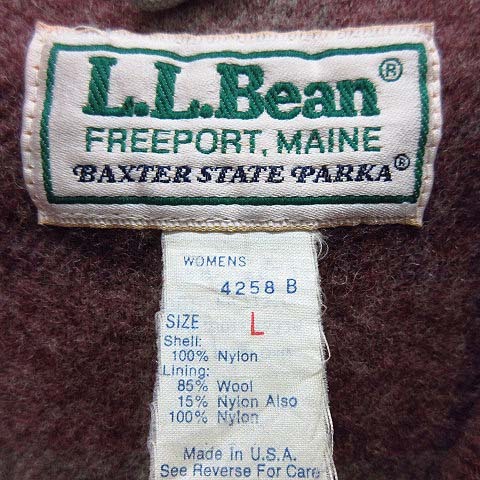 L.L.Bean®
FREEPORT, MAINE
BAXTER STATE PARKA®
WOMENS
4258 B
SIZE L
Shell:
100% Nylon
Lining:
85% Wool
15% Nylon Also
100% Nylon
Made in U.S.A.
See Reverse For Care